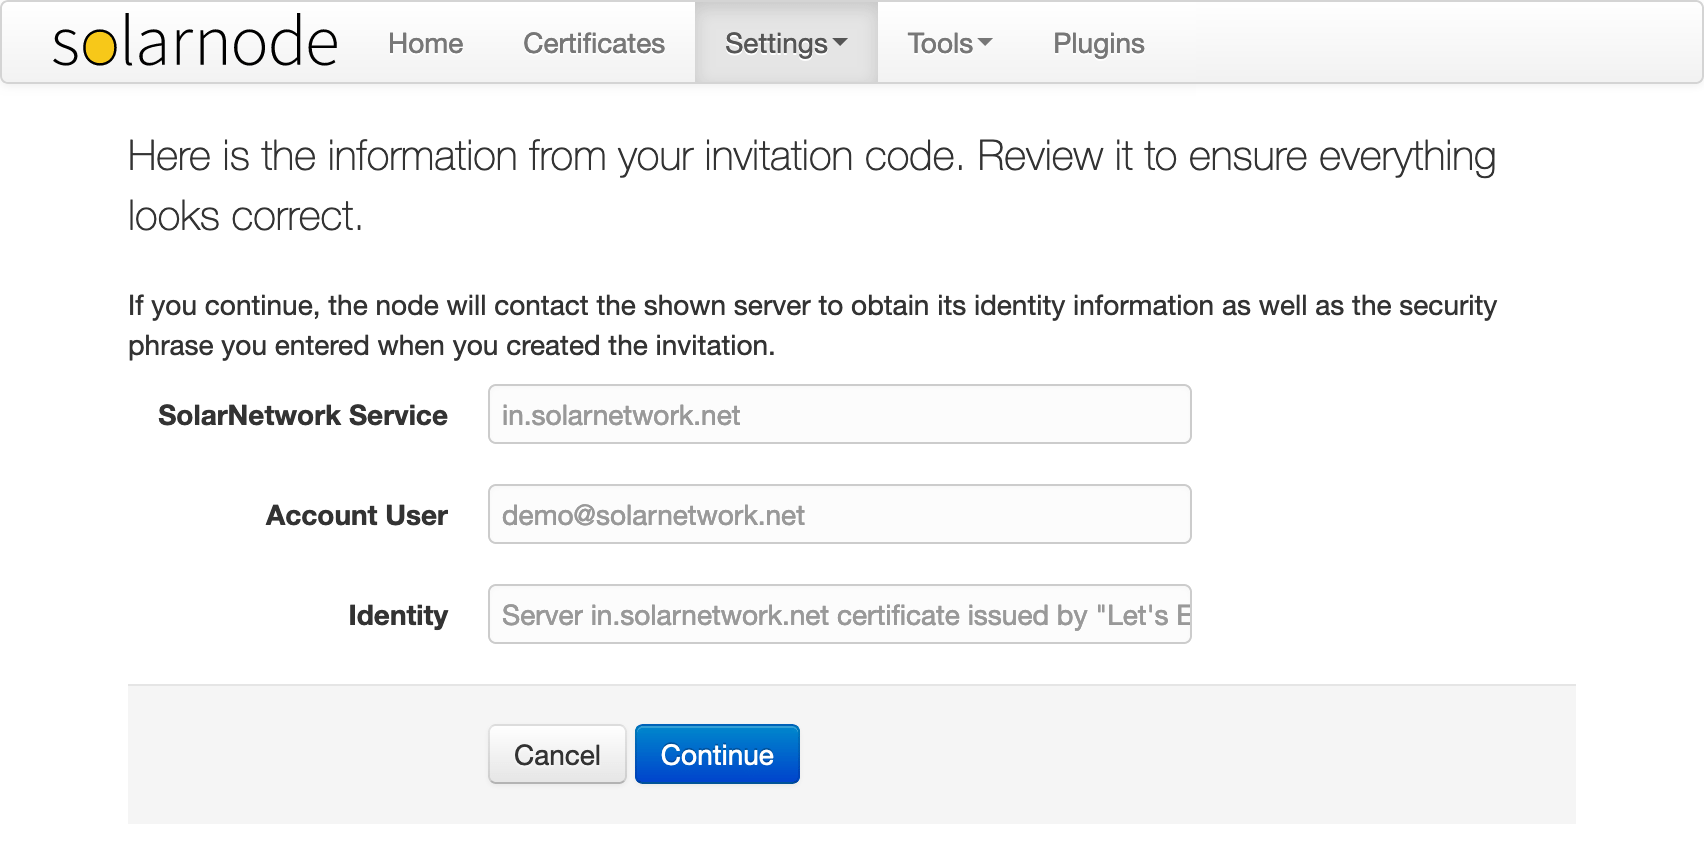 solarnode Home Certificates Settings Tools Plugins
Here is the information from your invitation code. Review it to ensure everything
looks correct.
If you continue, the node will contact the shown server to obtain its identity information as well as the security
phrase you entered when you created the invitation.
SolarNetwork Service in.solarnetwork.net
Account User demo@solarnetwork.net
Identity Server in.solarnetwork.net certificate issued by "Let's E
Cancel Continue